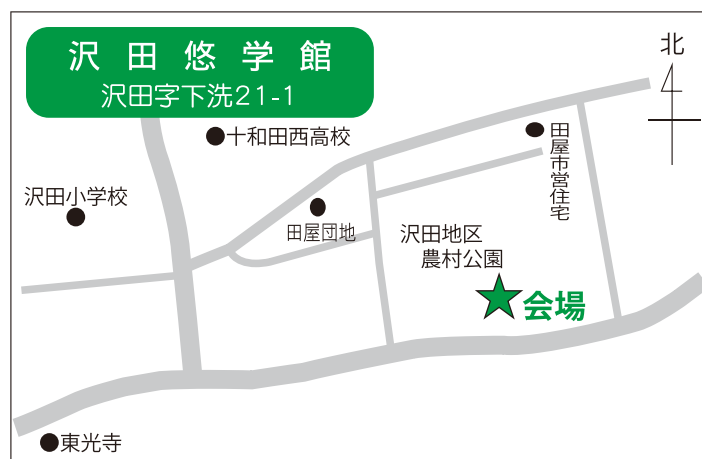 沢田悠学館
沢田字下洗21-1
北
十和田西高校
田屋市営住宅
沢田小学校
田屋団地
沢田地区
農村公園
会場
東光寺